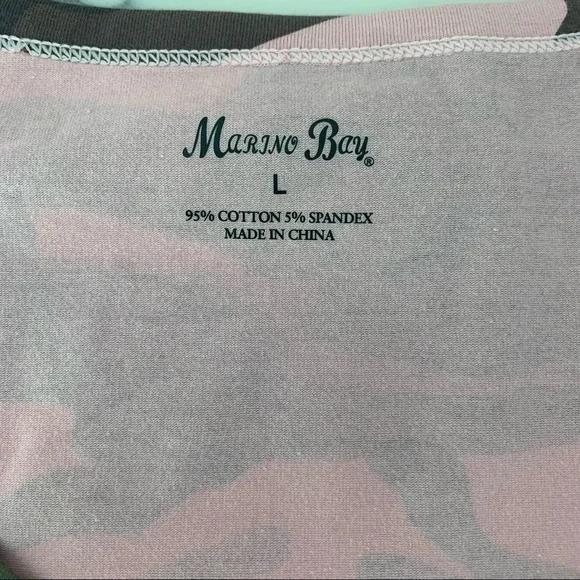 Marino Bay®
L
95% COTTON 5% SPANDEX
MADE IN CHINA